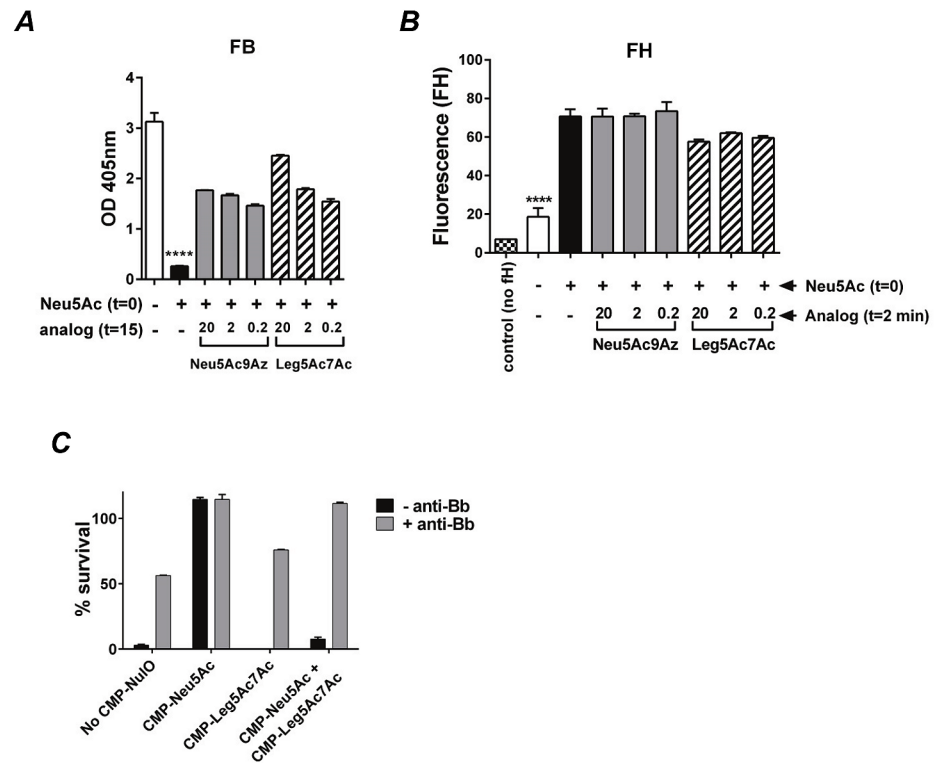 A
FB
OD 405nm
4
3
2
1
0
****
Neu5Ac (t=0) - + + + + + + +
analog (t=15) - - 20 2 0.2 20 2 0.2
Neu5Ac9Az Leg5Ac7Ac
B
FH
Fluorescence (FH)
100
80
60
40
20
0
****
control (no fH)
- + + + + + + + Neu5Ac (t=0)
- - 20 2 0.2 20 2 0.2 Analog (t=2 min)
Neu5Ac9Az Leg5Ac7Ac
C
% survival
100
50
0
- anti-Bb
+ anti-Bb
No CMP-NulO
CMP-Neu5Ac
CMP-Leg5Ac7Ac
CMP-Neu5Ac +
CMP-Leg5Ac7Ac